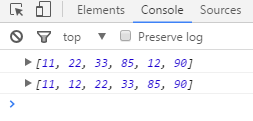 Elements Console Sources
top Preserve log
[11, 22, 33, 85, 12, 90]
[11, 12, 22, 33, 85, 90]